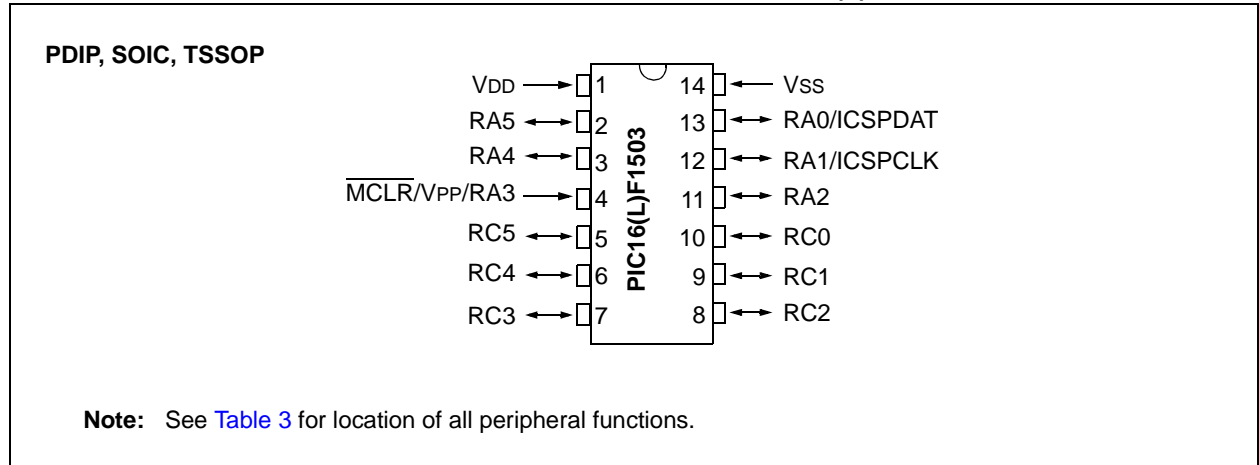 PDIP, SOIC, TSSOP
VDD 1 14 VSS
RA5 2 13 RA0/ICSPDAT
RA4 3 12 RA1/ICSPCLK
MCLR/VPP/RA3 4 11 RA2
RC5 5 10 RC0
RC4 6 9 RC1
RC3 7 8 RC2
PIC16(L)F1503
Note: See Table 3 for location of all peripheral functions.